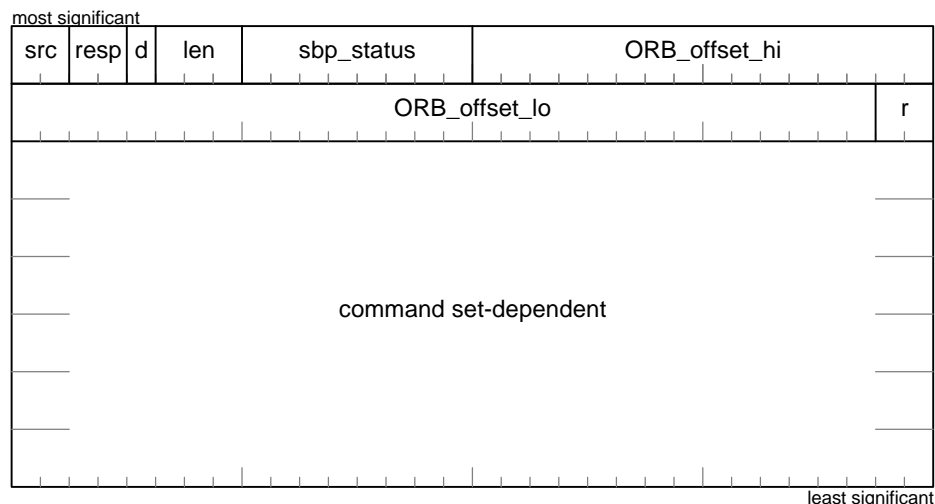 most significant
src resp d len sbp_status ORB_offset_hi
ORB_offset_lo r
command set-dependent
least significant